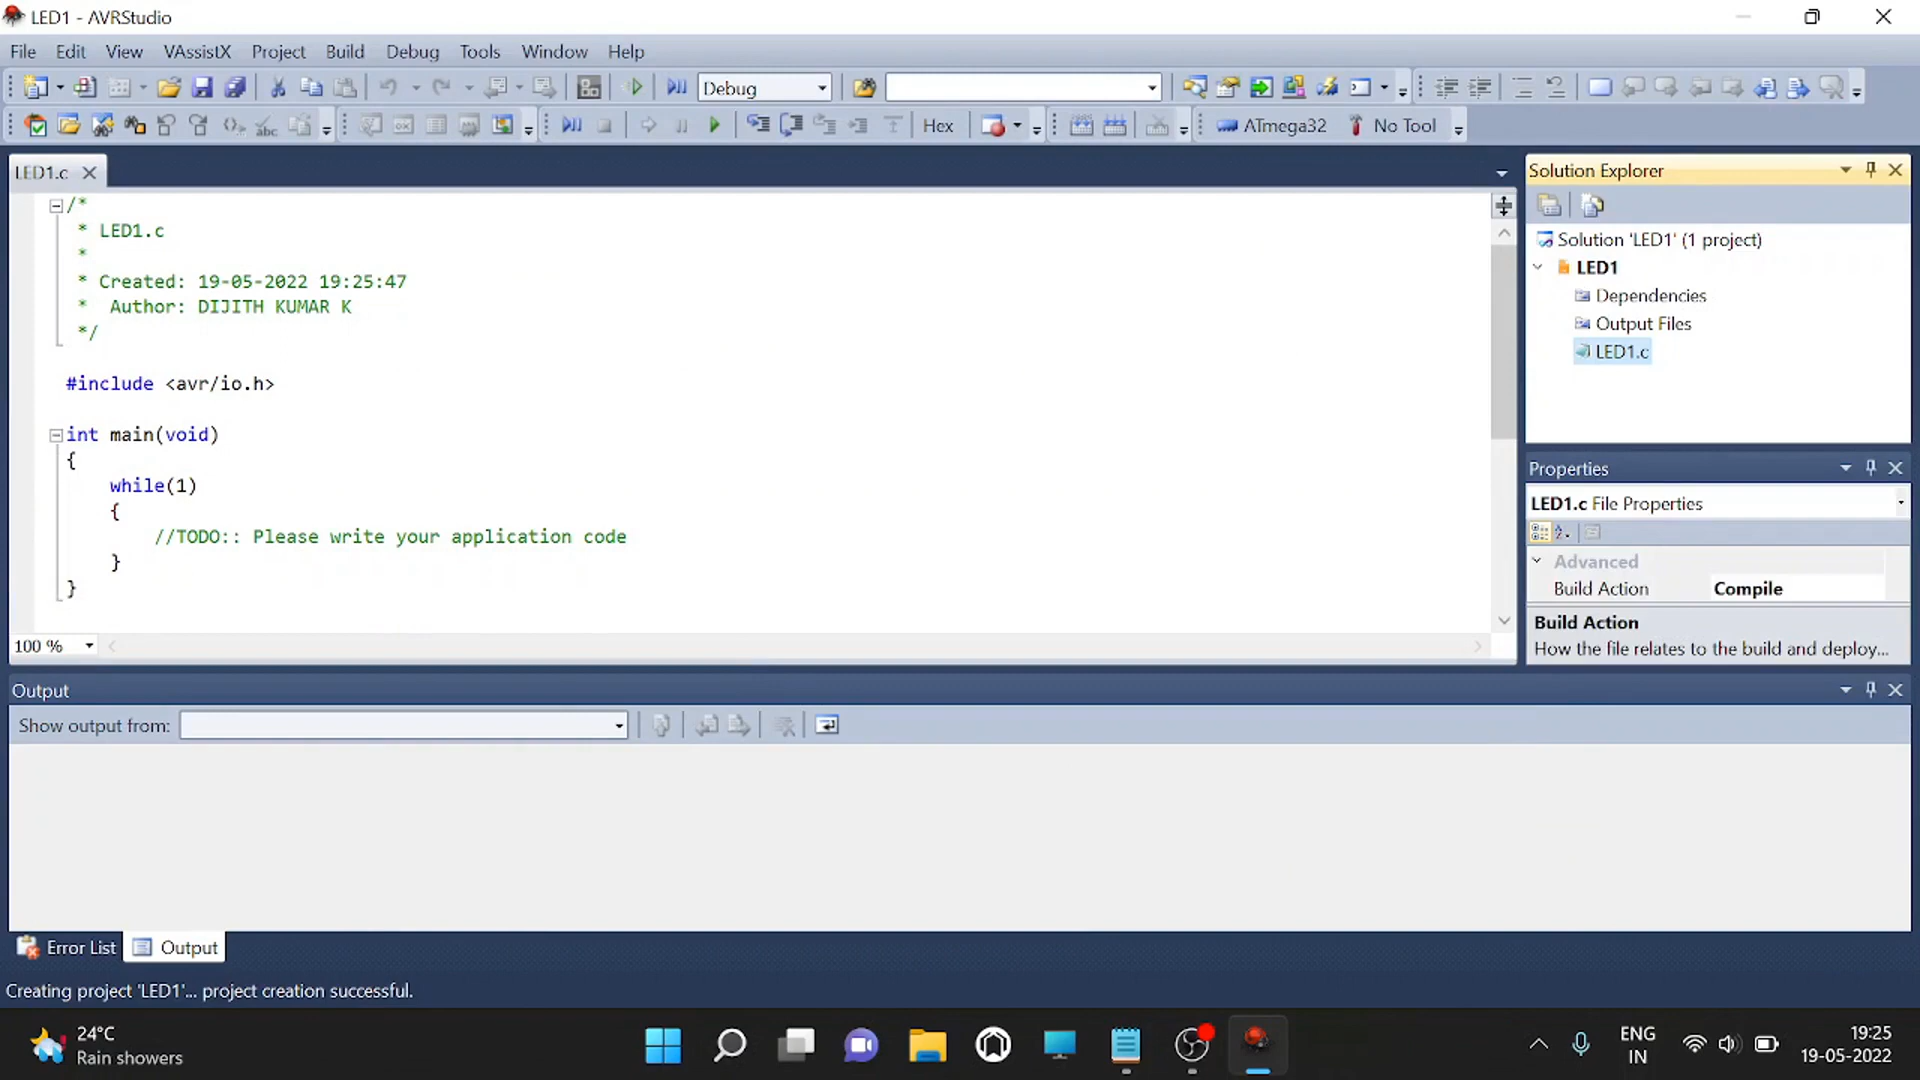 LED1 - AVRStudio
File Edit View VAssistX Project Build Debug Tools Window Help
Debug
Hex ATmega32 No Tool
LED1.c
/*
* LED1.c
*
* Created: 19-05-2022 19:25:47
* Author: DIJITH KUMAR K
*/
#include <avr/io.h>
int main(void)
{
while(1)
{
//TODO:: Please write your application code
}
}
100 %
Solution Explorer
Solution 'LED1' (1 project)
LED1
Dependencies
Output Files
LED1.c
Properties
LED1.c File Properties
Advanced
Build Action Compile
Build Action
How the file relates to the build and deploy...
Output
Show output from:
Error List Output
Creating project 'LED1'... project creation successful.
24°C
Rain showers
ENG
IN
19:25
19-05-2022